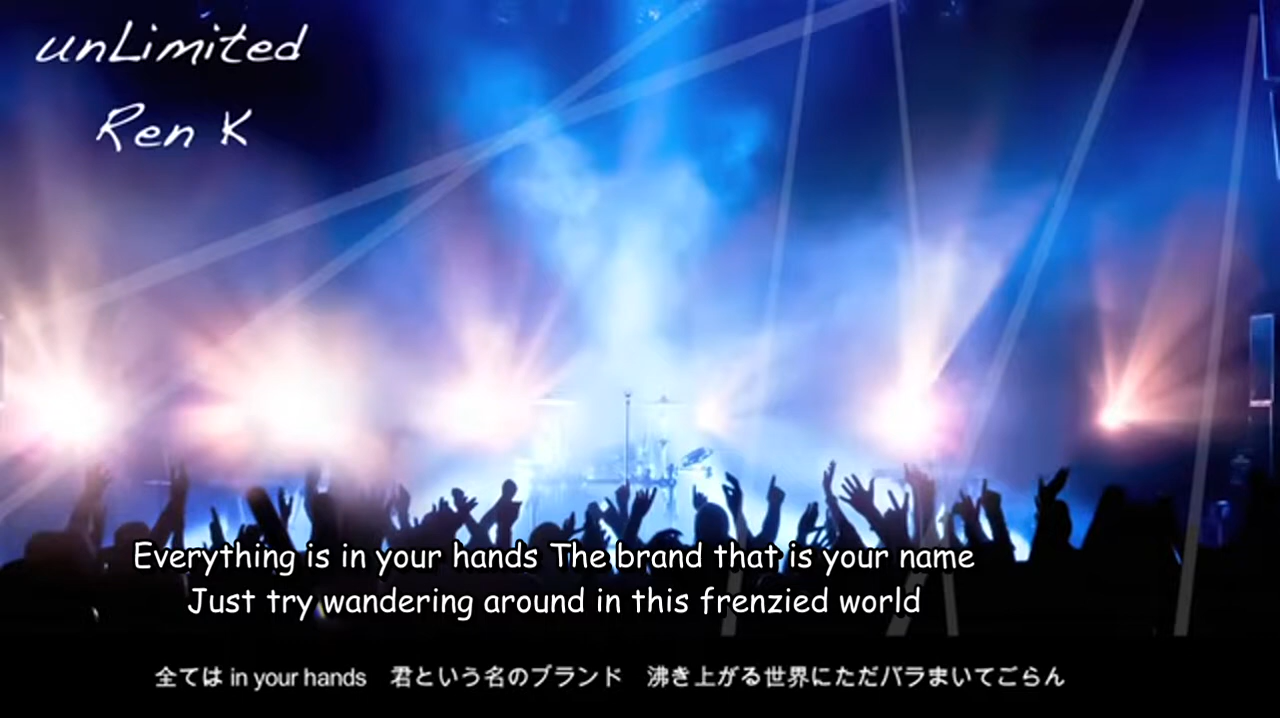 unLimited
Ren K
Everything is in your hands The brand that is your name
Just try wandering around in this frenzied world
全ては in your hands　君という名のブランド　沸き上がる世界にただバラまいてごらん